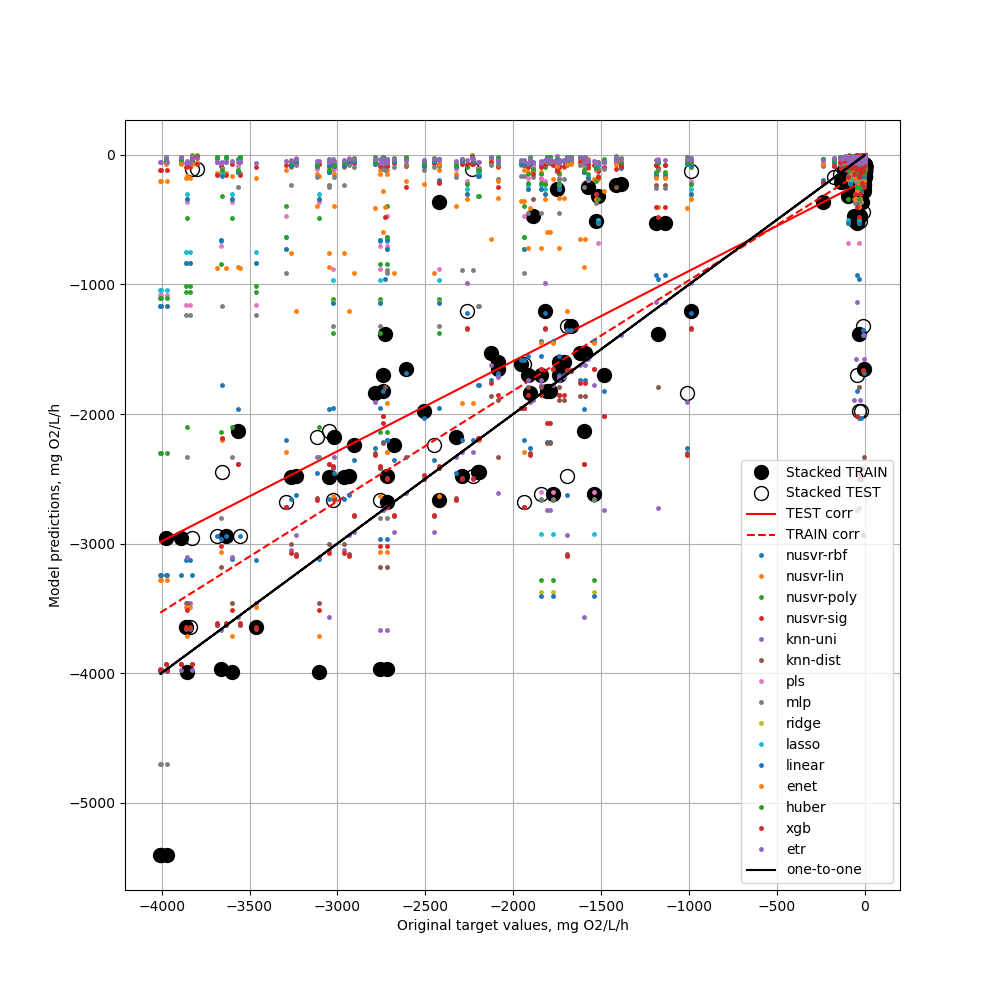 0
−1000
−2000
−3000
−4000
−5000
Model predictions, mg O2/L/h
−4000 −3500 −3000 −2500 −2000 −1500 −1000 −500 0
Original target values, mg O2/L/h
Stacked TRAIN
Stacked TEST
TEST corr
TRAIN corr
nusvr-rbf
nusvr-lin
nusvr-poly
nusvr-sig
knn-uni
knn-dist
pls
mlp
ridge
lasso
linear
enet
huber
xgb
etr
one-to-one